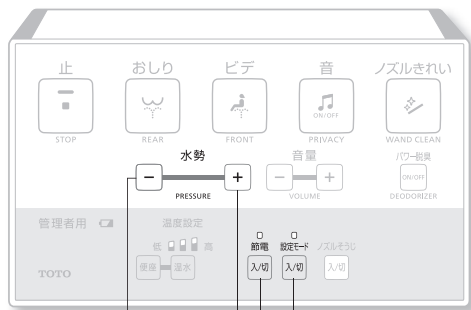 止 おしり ビデ 音 ノズルきれい
ON/OFF
STOP REAR FRONT PRIVACY WAND CLEAN
水勢 音量 パワー脱臭
− + − + ON/OFF
PRESSURE VOLUME DEODORIZER
管理者用 温度設定
低 高 節電 設定モード ノズルそうじ
便座 温水 入/切 入/切 入/切
TOTO